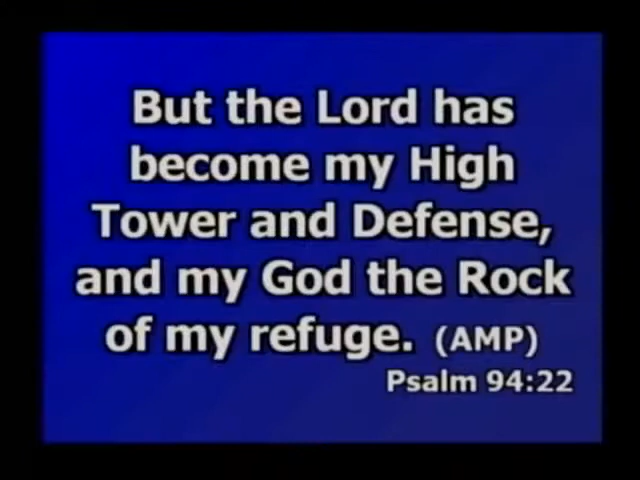 But the Lord has
become my High
Tower and Defense,
and my God the Rock
of my refuge. (AMP)
Psalm 94:22